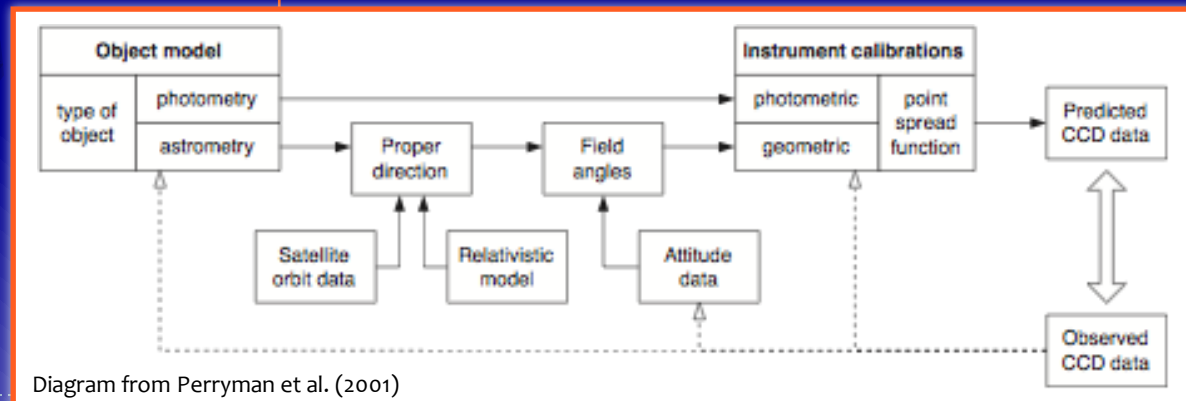 Object model
type of
object
photometry
astrometry
Proper
direction
Field
angles
Instrument calibrations
photometric
geometric
point
spread
function
Predicted
CCD data
Satellite
orbit data
Relativistic
model
Attitude
data
Observed
CCD data
Diagram from Perryman et al. (2001)